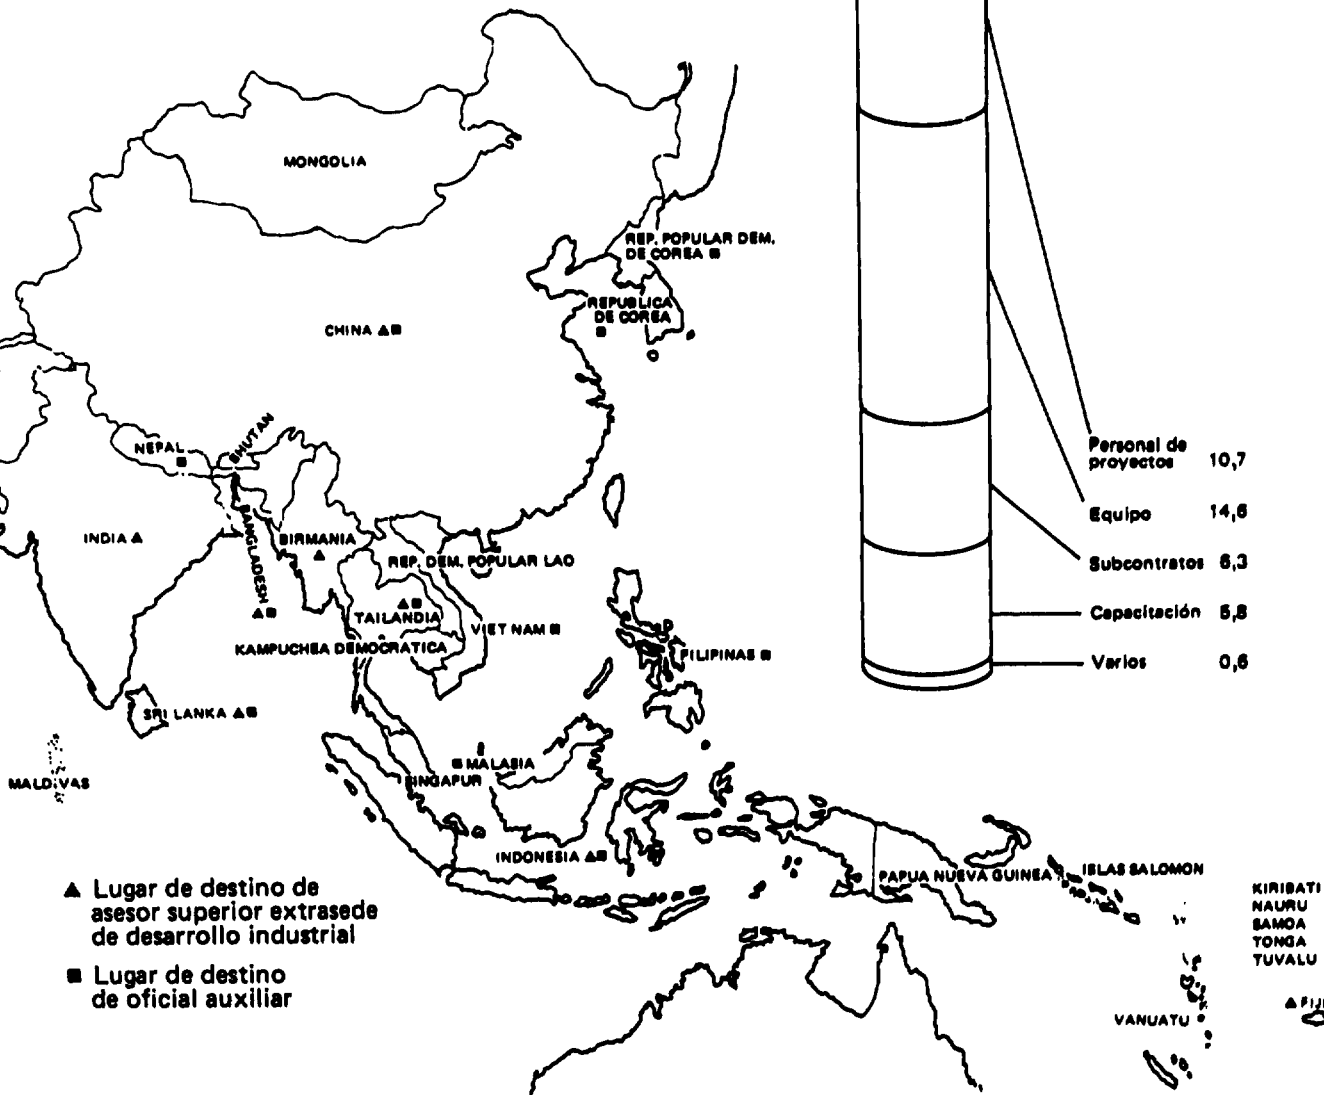 MONGOLIA
REP. POPULAR DEM.
DE COREA ■
REPUBLICA
DE COREA
■
CHINA ▲■
NEPAL
■
BHUTAN
INDIA ▲
BANGLADESH
▲■
BIRMANIA
▲
REP. DEM. POPULAR LAO
▲■
TAILANDIA
VIET NAM ■
KAMPUCHEA DEMOCRATICA
FILIPINAS ■
SRI LANKA ▲■
MALDIVAS
■ MALASIA
SINGAPUR
INDONESIA ▲■
PAPUA NUEVA GUINEA
ISLAS SALOMON
KIRIBATI
NAURU
SAMOA
TONGA
TUVALU
VANUATU
▲ FIJI
Personal de
proyectos 10,7
Equipo 14,6
Subcontratos 6,3
Capacitación 5,8
Varios 0,6
▲ Lugar de destino de
asesor superior extrasede
de desarrollo industrial
■ Lugar de destino
de oficial auxiliar